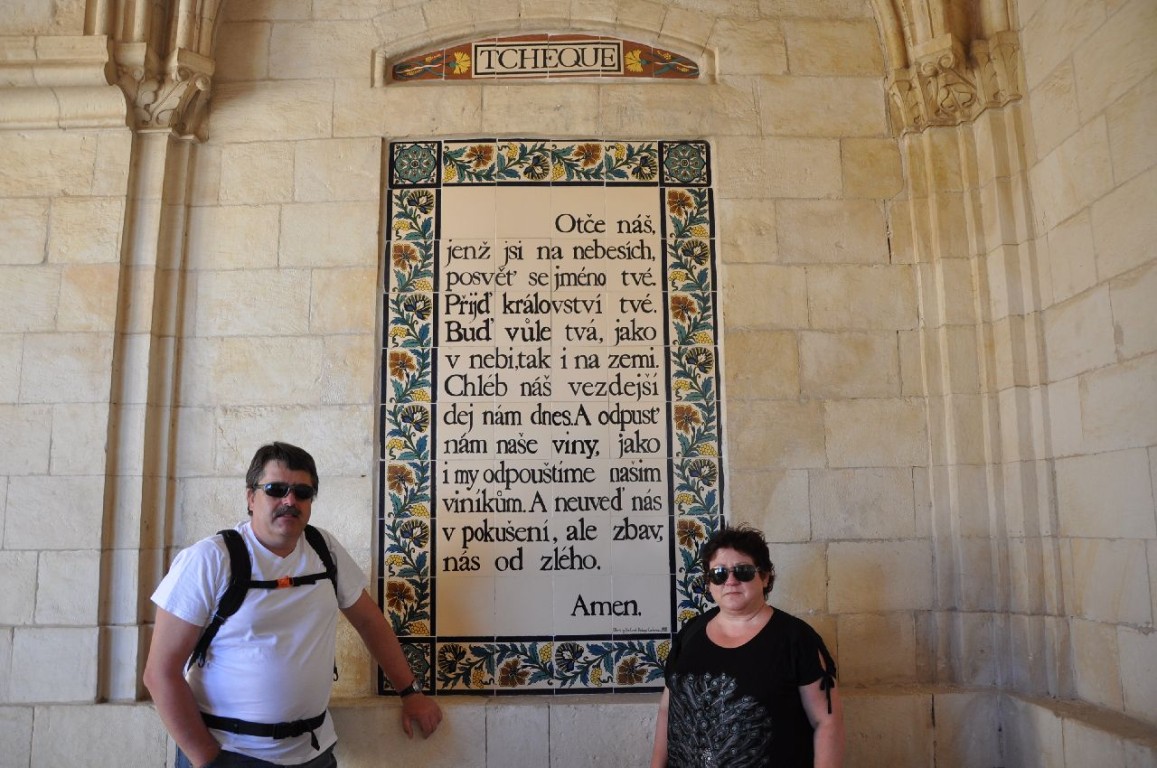 TCHEQUE
Otče náš,
jenž jsi na nebesích,
posvěť se jméno tvé.
Přijď království tvé.
Buď vůle tvá, jako
v nebi, tak i na zemi.
Chléb náš vezdejší
dej nám dnes. A odpusť
nám naše viny, jako
i my odpouštíme našim
viníkům. A neuveď nás
v pokušení, ale zbav,
nás od zlého.
Amen.